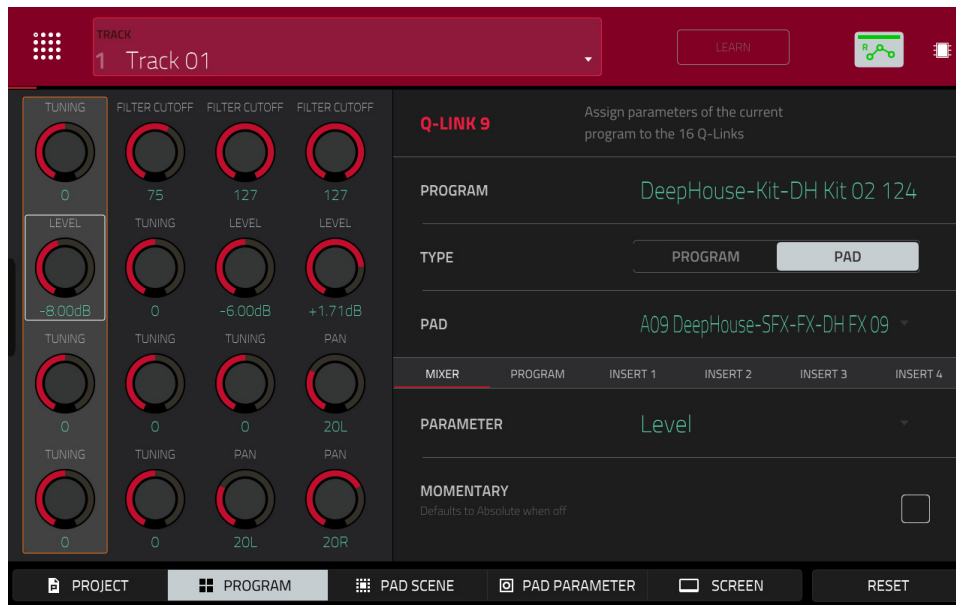 TRACK
1 Track 01
LEARN
R
TUNING FILTER CUTOFF FILTER CUTOFF FILTER CUTOFF
0 75 127 127
LEVEL TUNING LEVEL LEVEL
-8.00dB 0 -6.00dB +1.71dB
TUNING TUNING TUNING PAN
0 0 0 20L
TUNING TUNING PAN PAN
0 0 20L 20R
Q-LINK 9
Assign parameters of the current
program to the 16 Q-Links
PROGRAM DeepHouse-Kit-DH Kit 02 124
TYPE PROGRAM PAD
PAD A09 DeepHouse-SFX-FX-DH FX 09
MIXER PROGRAM INSERT 1 INSERT 2 INSERT 3 INSERT 4
PARAMETER Level
MOMENTARY
Defaults to Absolute when off
P PROJECT PROGRAM PAD SCENE PAD PARAMETER SCREEN RESET